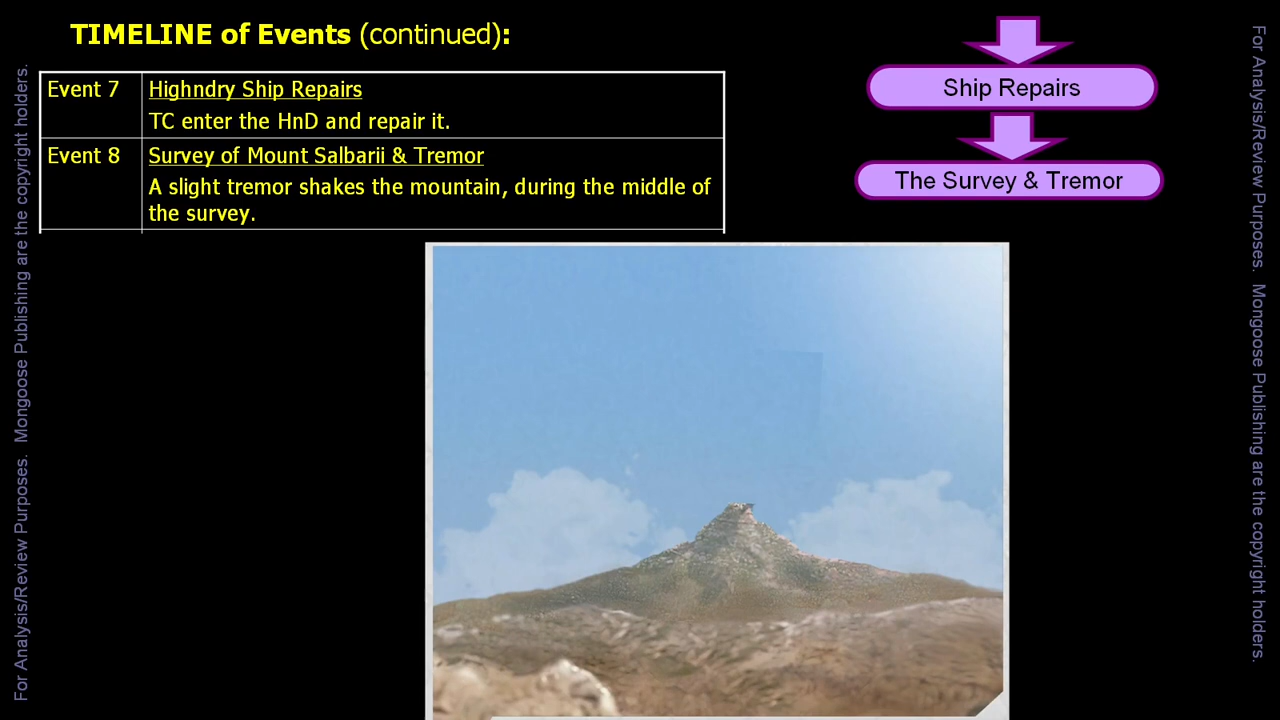 TIMELINE of Events (continued):
Event 7
Highndry Ship Repairs
TC enter the HnD and repair it.
Event 8
Survey of Mount Salbarii & Tremor
A slight tremor shakes the mountain, during the middle of
the survey.
Ship Repairs
The Survey & Tremor
For Analysis/Review Purposes. Mongoose Publishing are the copyright holders.
For Analysis/Review Purposes. Mongoose Publishing are the copyright holders.